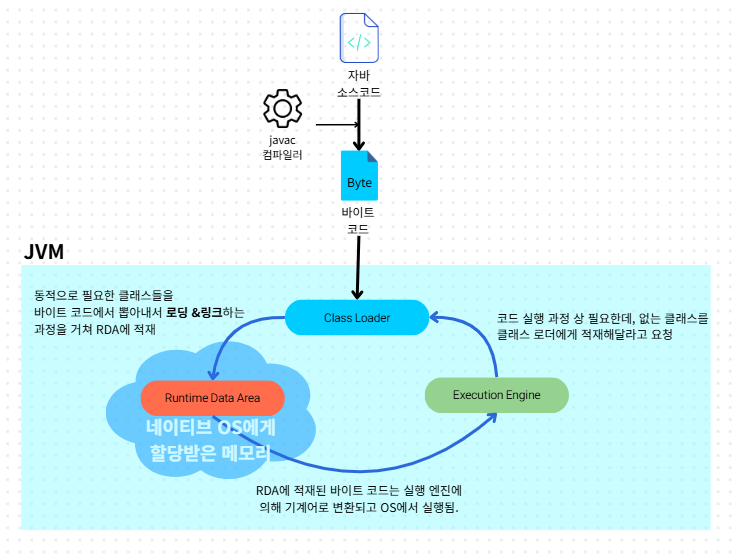 </>
자바
소스코드
javac
컴파일러
Byte
바이트
코드
JVM
동적으로 필요한 클래스들을
바이트 코드에서 뽑아내서 로딩 &링크하는
과정을 거쳐 RDA에 적재
Class Loader
코드 실행 과정 상 필요한데, 없는 클래스를
클래스 로더에게 적재해달라고 요청
Runtime Data Area
Execution Engine
네이티브 OS에게
할당받은 메모리
RDA에 적재된 바이트 코드는 실행 엔진에
의해 기계어로 변환되고 OS에서 실행됨.